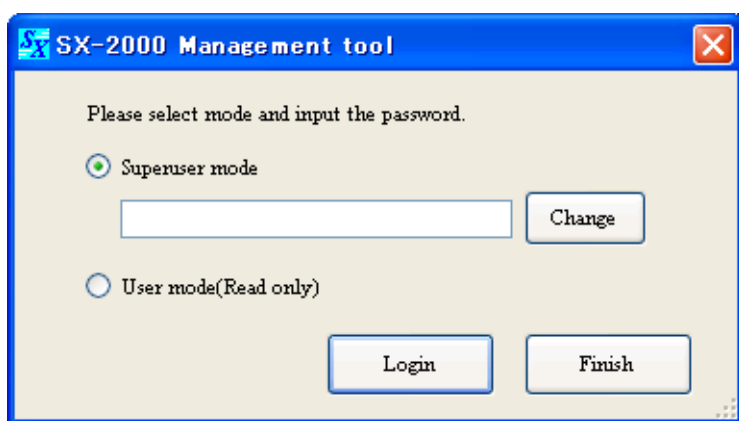 SX SX-2000 Management tool
Please select mode and input the password.
Superuser mode
Change
User mode(Read only)
Login Finish